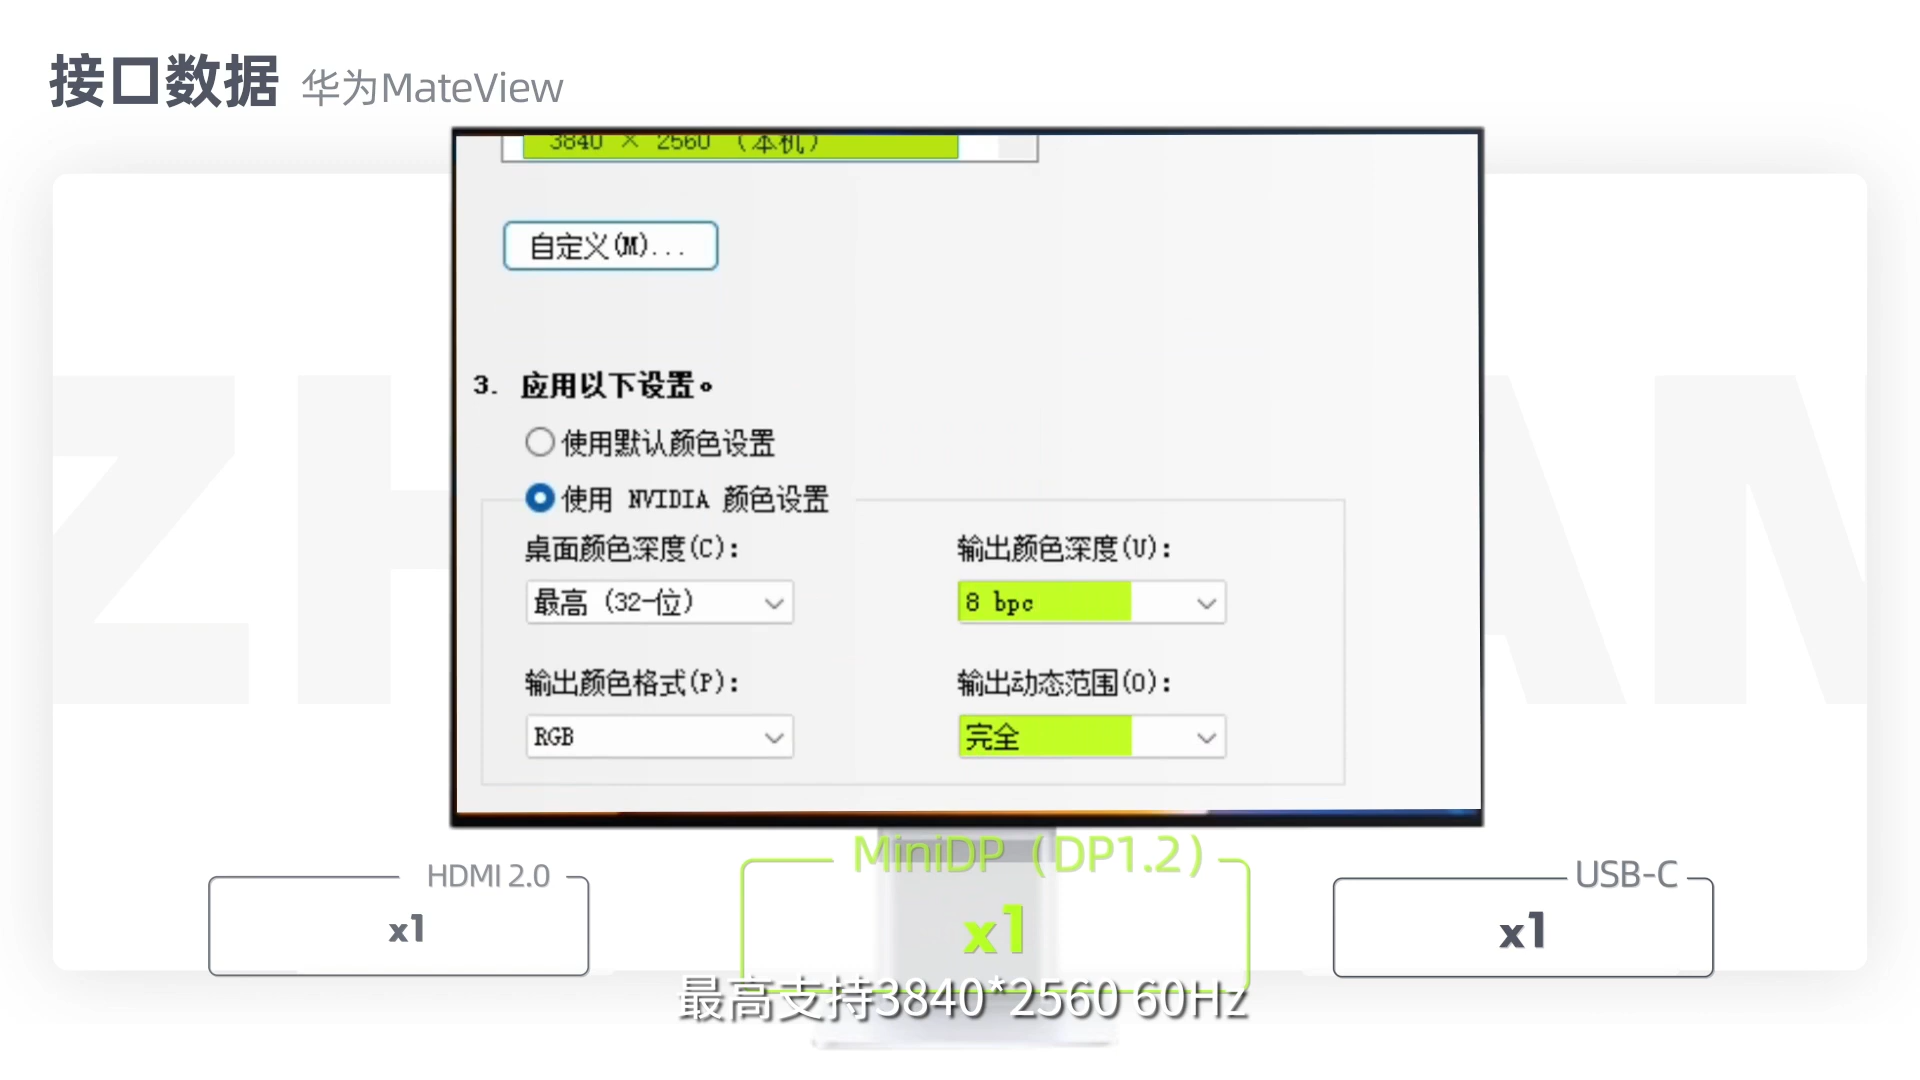 接口数据 华为MateView
3840 × 2560 (本机)
自定义(M)...
3. 应用以下设置。
使用默认颜色设置
使用 NVIDIA 颜色设置
桌面颜色深度(C): 输出颜色深度(U):
最高 (32-位) 8 bpc
输出颜色格式(P): 输出动态范围(O):
RGB 完全
HDMI 2.0 MiniDP（DP1.2） USB-C
x1 x1 x1
最高支持3840*2560 60Hz